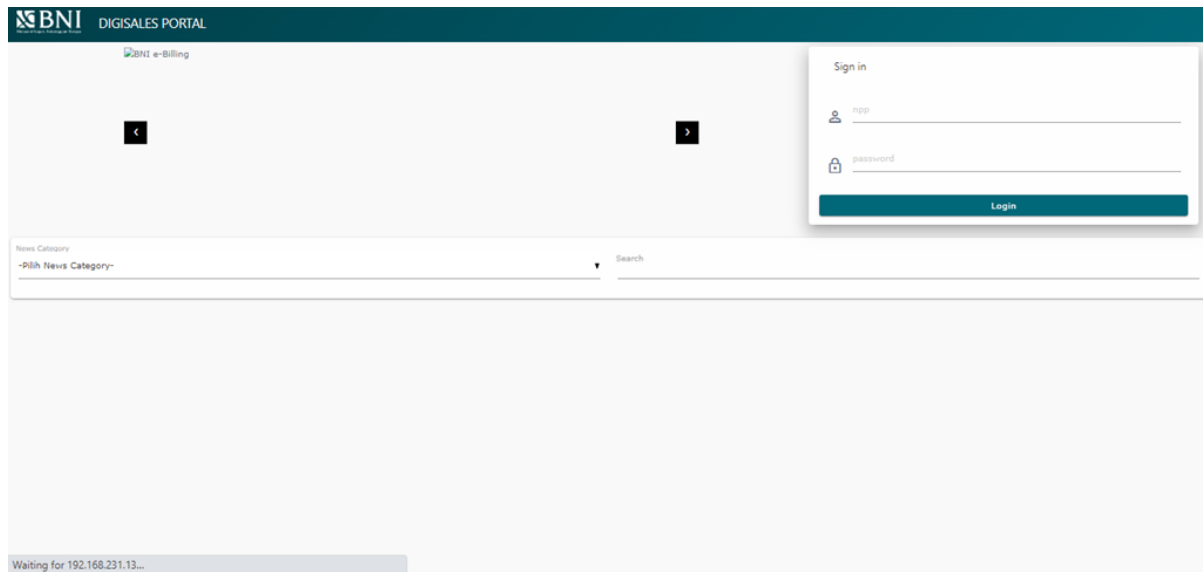 BNI DIGISALES PORTAL
BNI e-Billing
Sign in
npp
password
Login
News Category
-Pilih News Category-
Search
Waiting for 192.168.231.13...